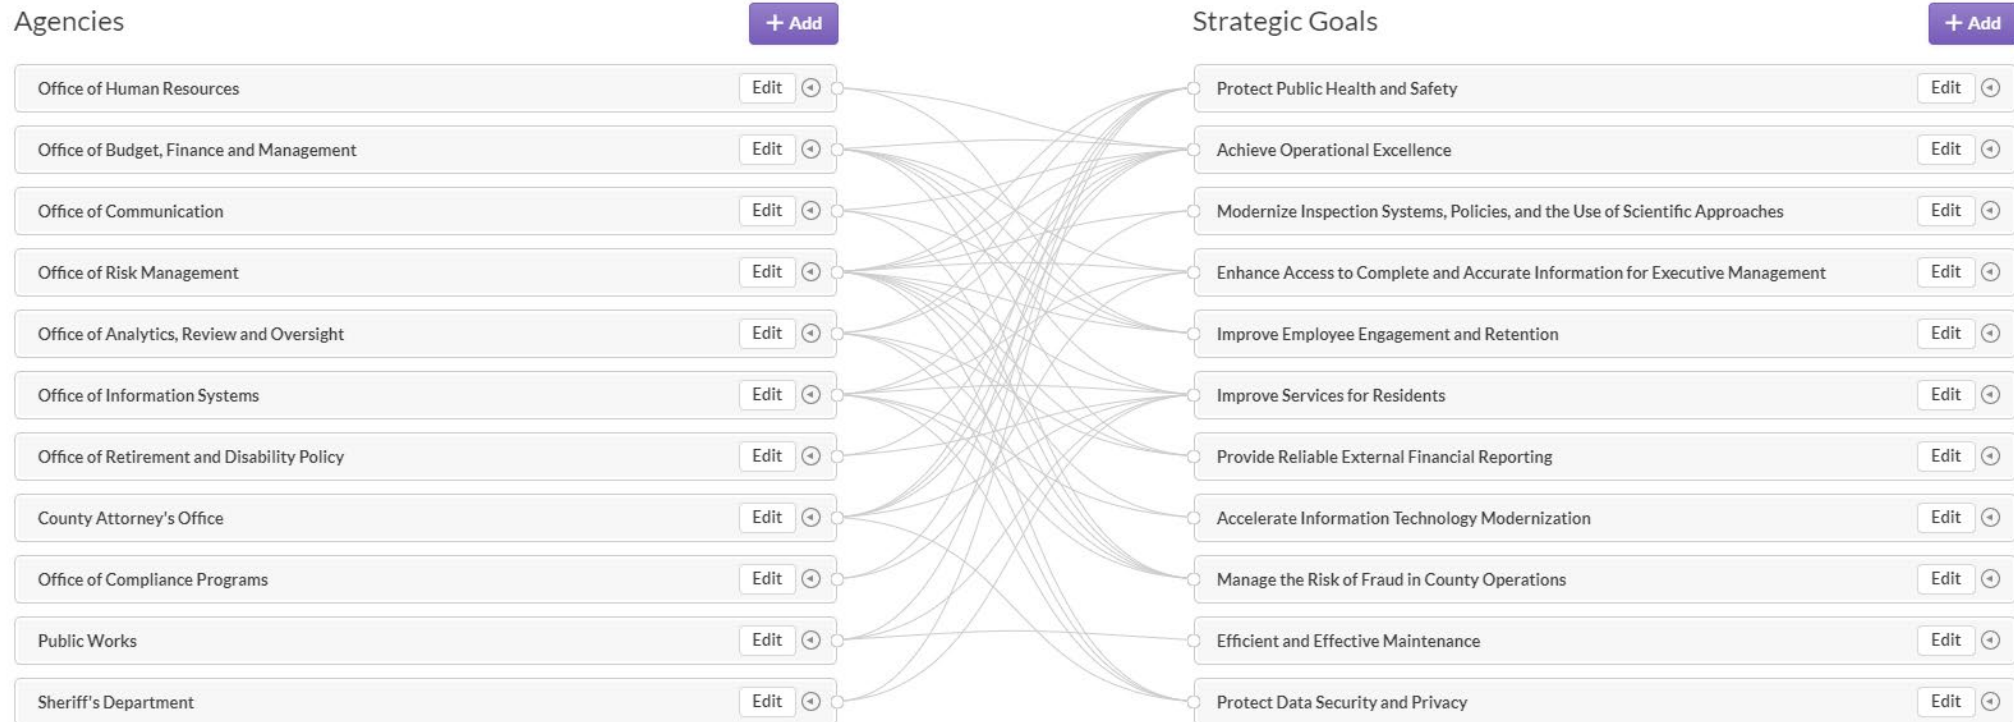 Agencies + Add Strategic Goals + Add
Office of Human Resources Edit Protect Public Health and Safety Edit
Office of Budget, Finance and Management Edit Achieve Operational Excellence Edit
Office of Communication Edit Modernize Inspection Systems, Policies, and the Use of Scientific Approaches Edit
Office of Risk Management Edit Enhance Access to Complete and Accurate Information for Executive Management Edit
Office of Analytics, Review and Oversight Edit Improve Employee Engagement and Retention Edit
Office of Information Systems Edit Improve Services for Residents Edit
Office of Retirement and Disability Policy Edit Provide Reliable External Financial Reporting Edit
County Attorney's Office Edit Accelerate Information Technology Modernization Edit
Office of Compliance Programs Edit Manage the Risk of Fraud in County Operations Edit
Public Works Edit Efficient and Effective Maintenance Edit
Sheriff's Department Edit Protect Data Security and Privacy Edit